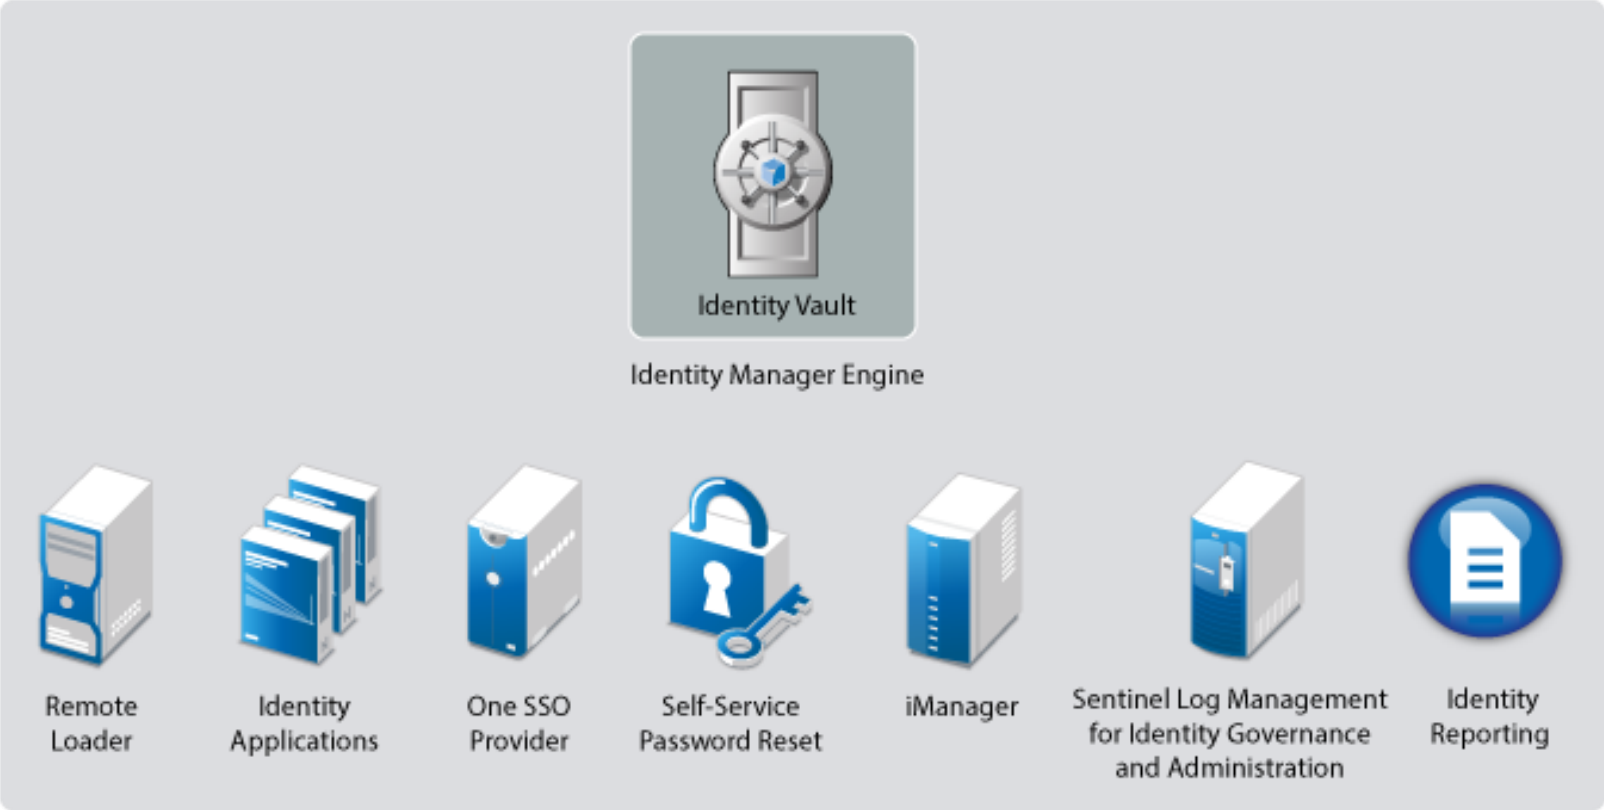 Identity Vault
Identity Manager Engine
Remote
Loader
Identity
Applications
One SSO
Provider
Self-Service
Password Reset
iManager
Sentinel Log Management
for Identity Governance
and Administration
Identity
Reporting